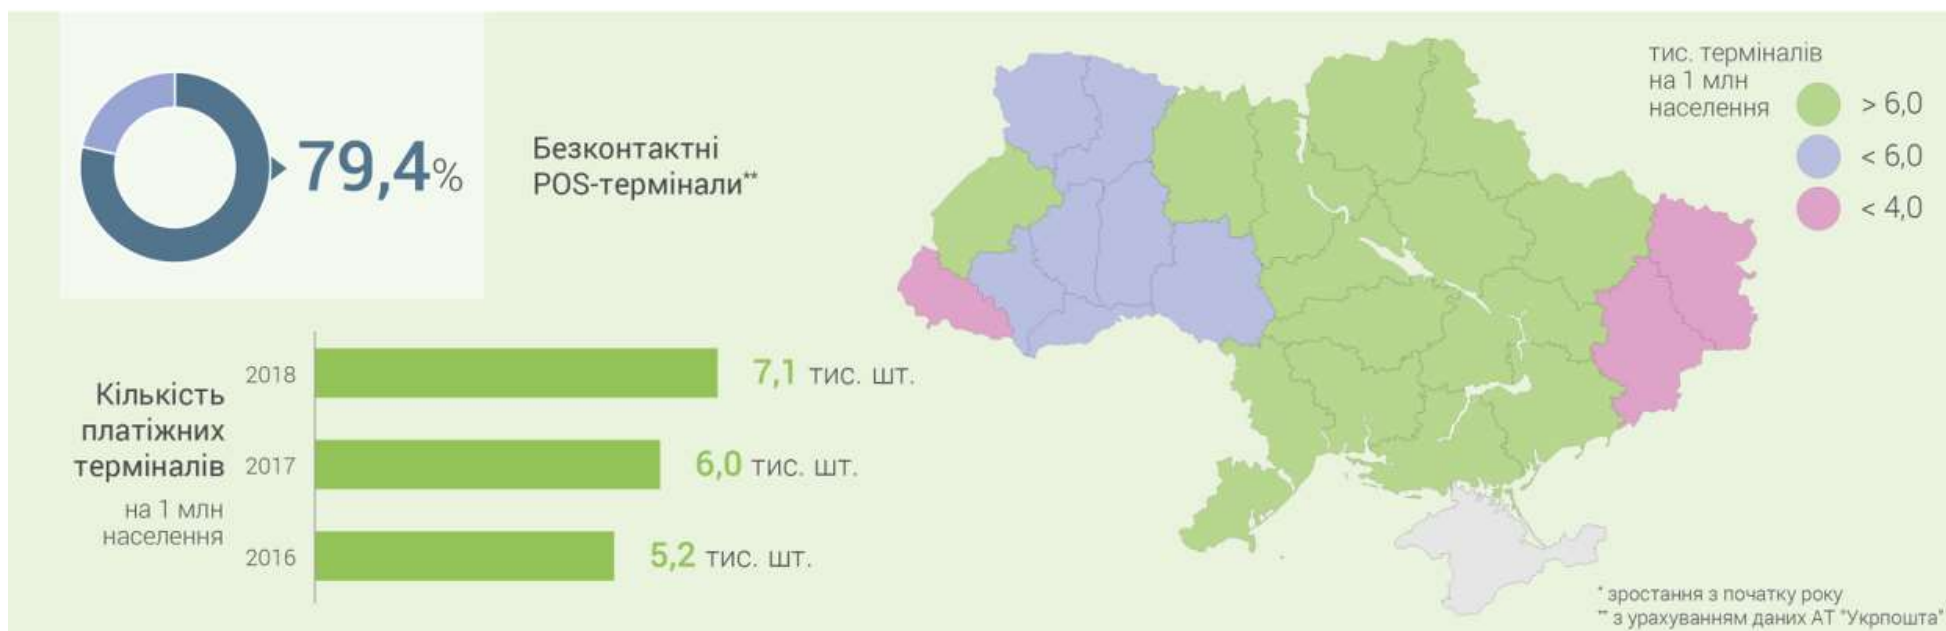 79,4%
Безконтактні
POS-термінали**
Кількість
платіжних
терміналів
на 1 млн
населення
2018
7,1 тис. шт.
2017
6,0 тис. шт.
2016
5,2 тис. шт.
тис. терміналів
на 1 млн
населення
> 6,0
< 6,0
< 4,0
* зростання з початку року
** з урахуванням даних АТ "Укрпошта"